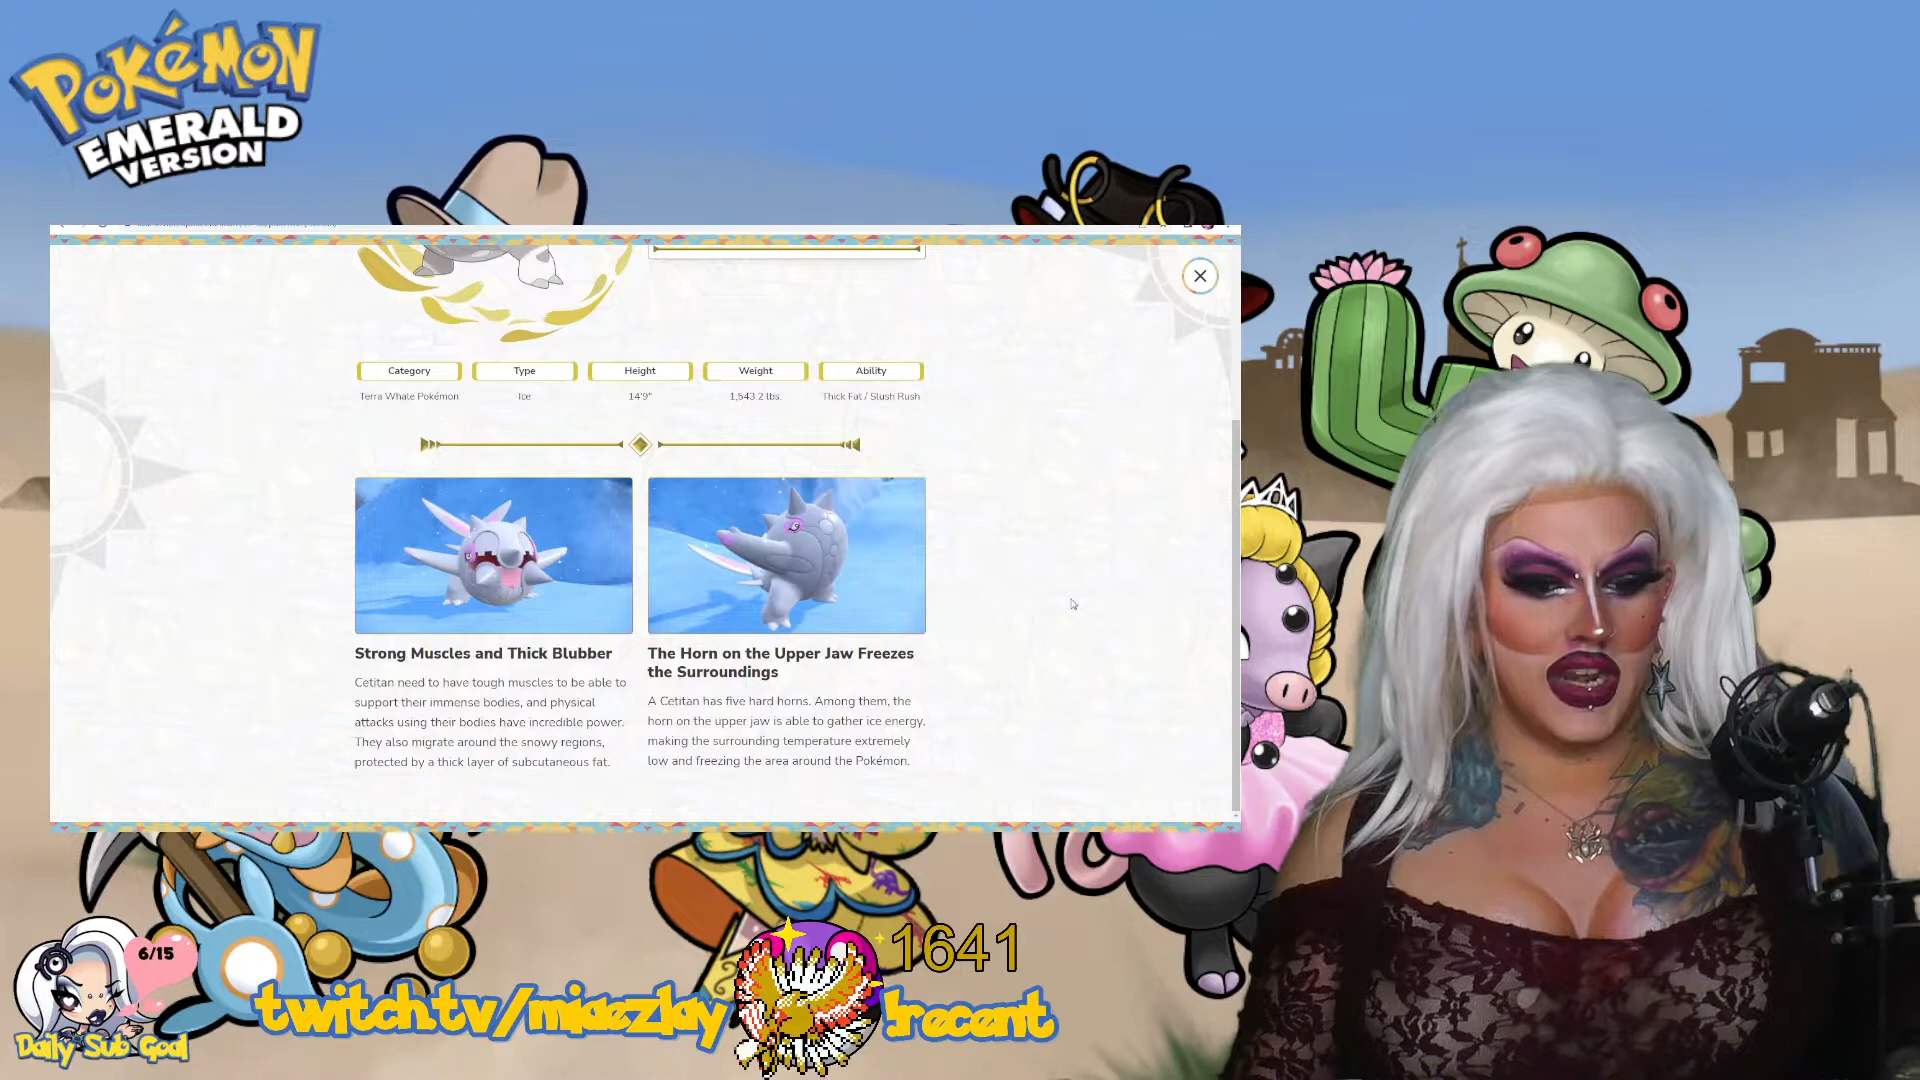 POKéMON
EMERALD
VERSION
Category
Type
Height
Weight
Ability
Terra Whale Pokémon
Ice
14'9"
1,543.2 lbs.
Thick Fat / Slush Rush
Strong Muscles and Thick Blubber
Cetitan need to have tough muscles to be able to
support their immense bodies, and physical
attacks using their bodies have incredible power.
They also migrate around the snowy regions,
protected by a thick layer of subcutaneous fat.
The Horn on the Upper Jaw Freezes
the Surroundings
A Cetitan has five hard horns. Among them, the
horn on the upper jaw is able to gather ice energy,
making the surrounding temperature extremely
low and freezing the area around the Pokémon.
6/15
Daily Sub Goal
twitch.tv/miaezlay
1641
!recent